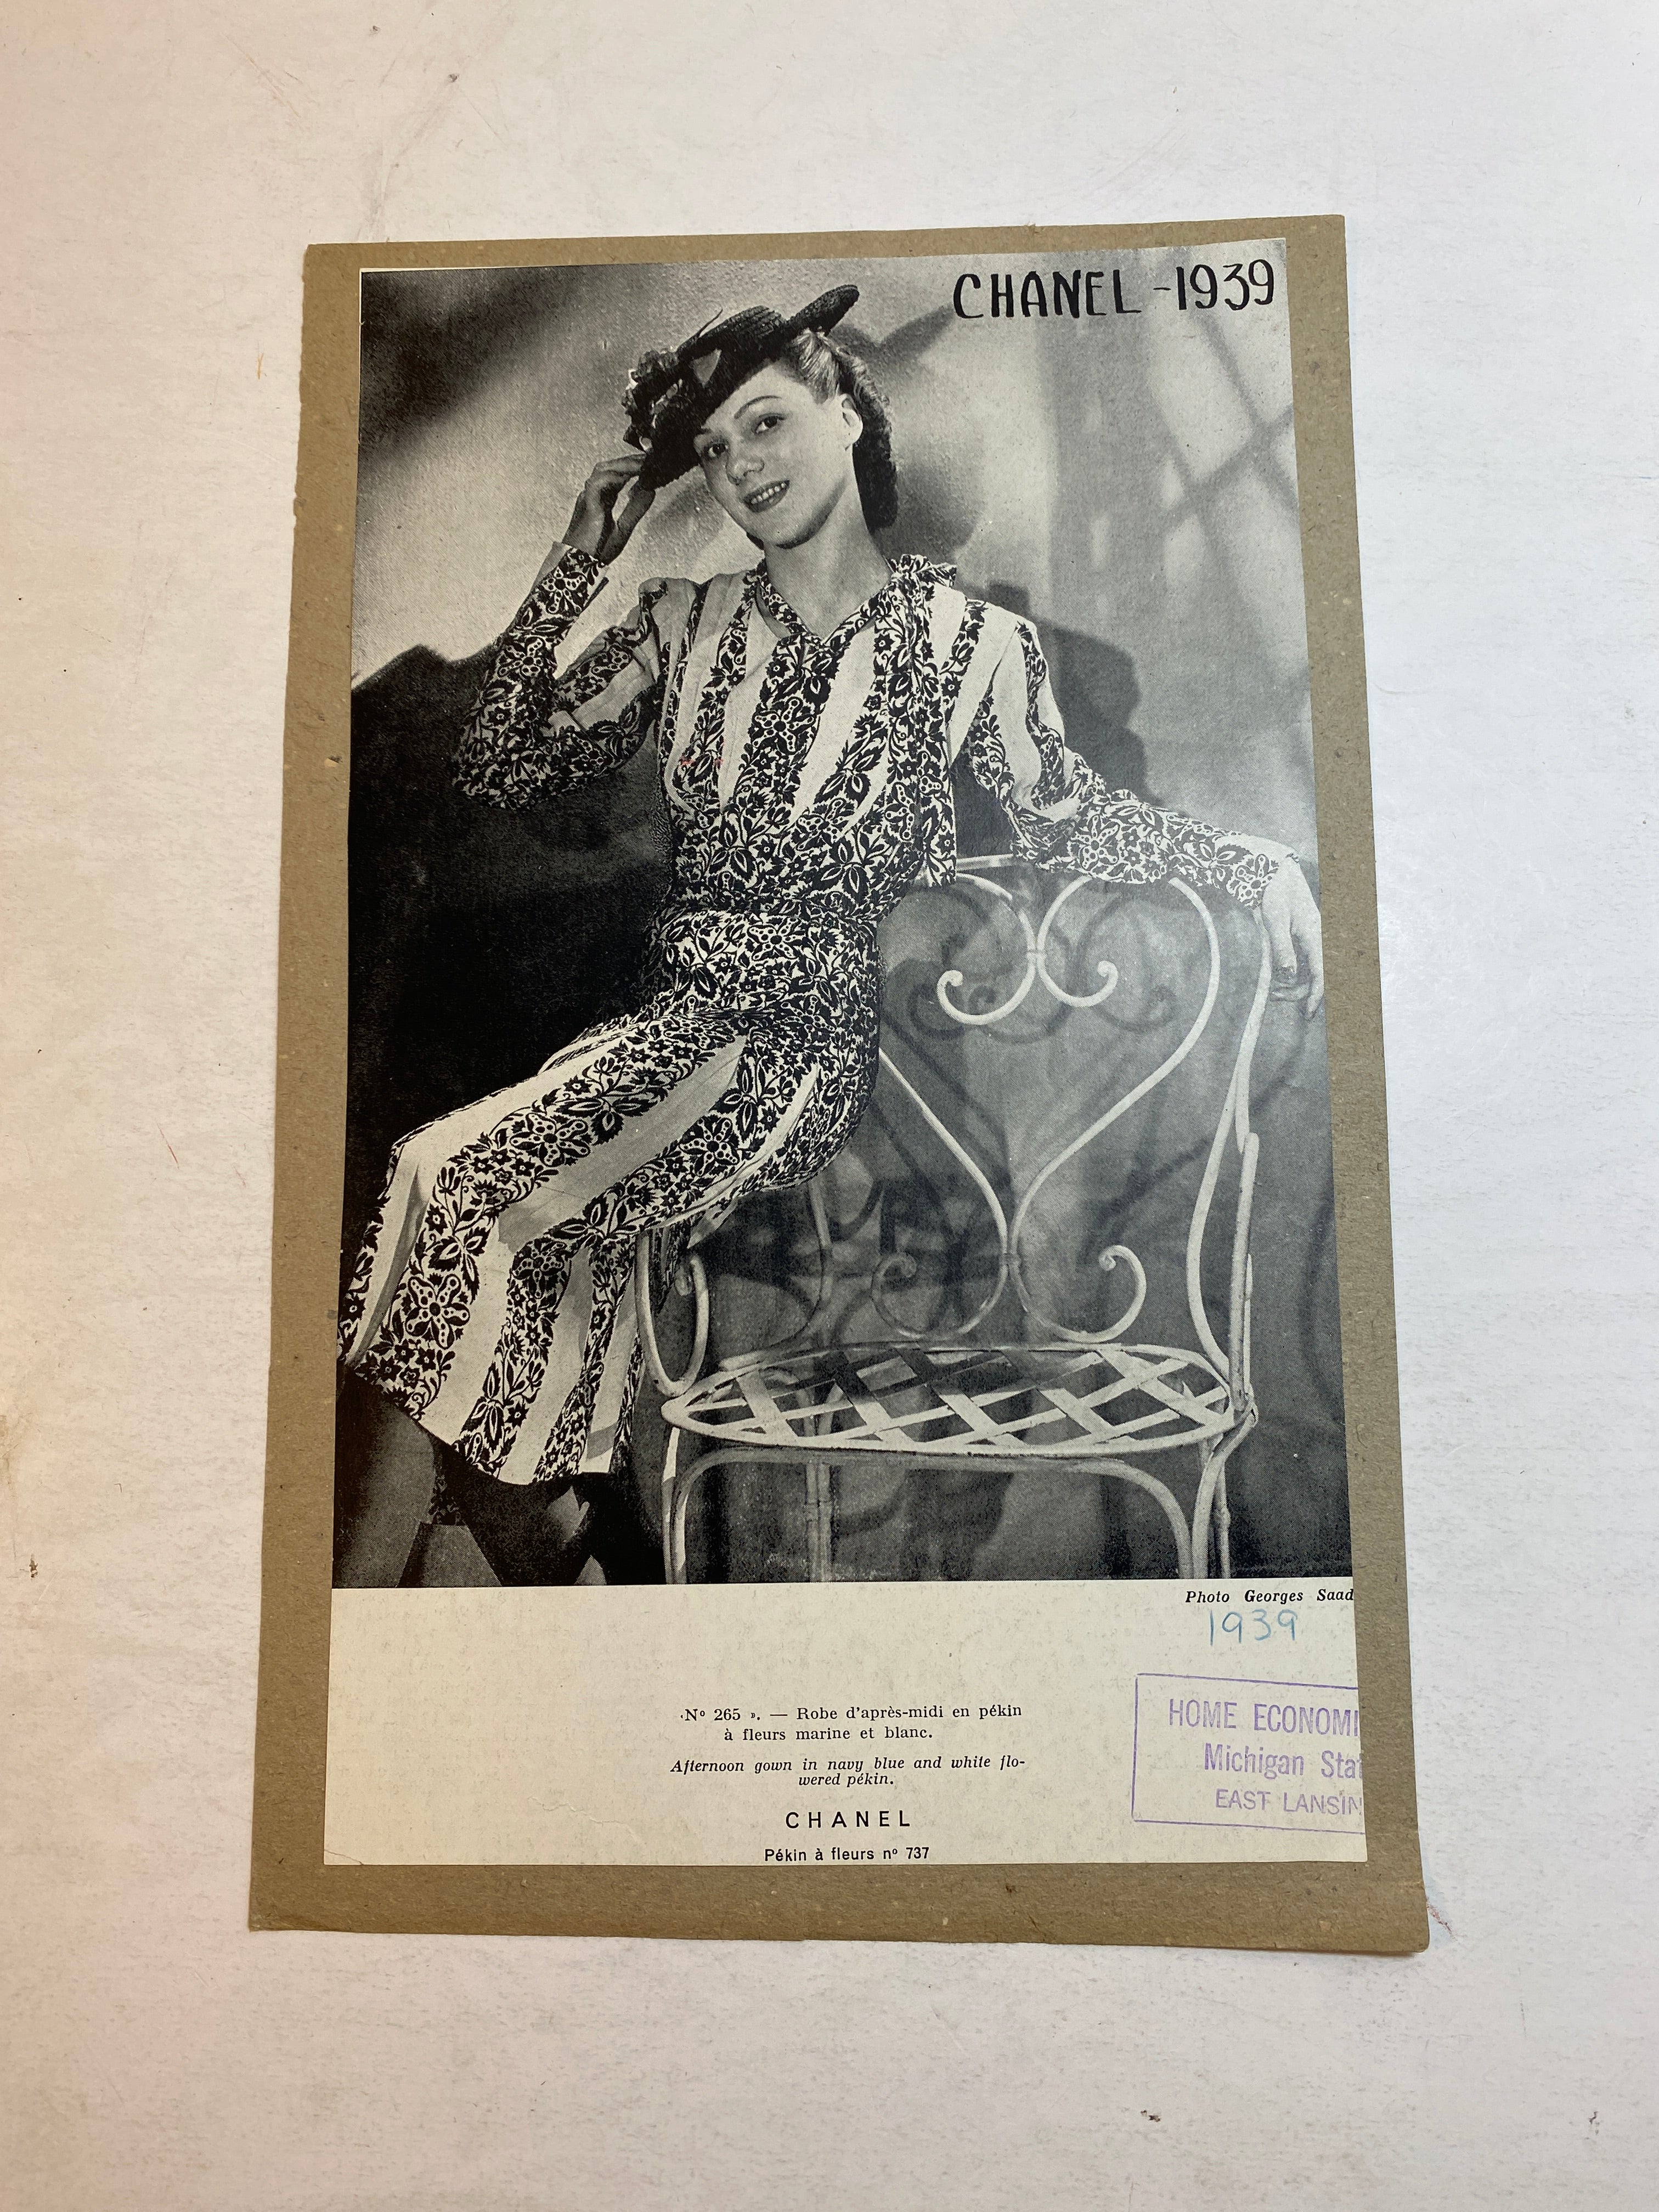 CHANEL - 1939
Photo Georges Saad
1939
« Nº 265 ». — Robe d'après-midi en pékin
à fleurs marine et blanc.
Afternoon gown in navy blue and white flo-
wered pékin.
CHANEL
Pékin à fleurs nº 737
HOME ECONOMI
Michigan Stat
EAST LANSIN